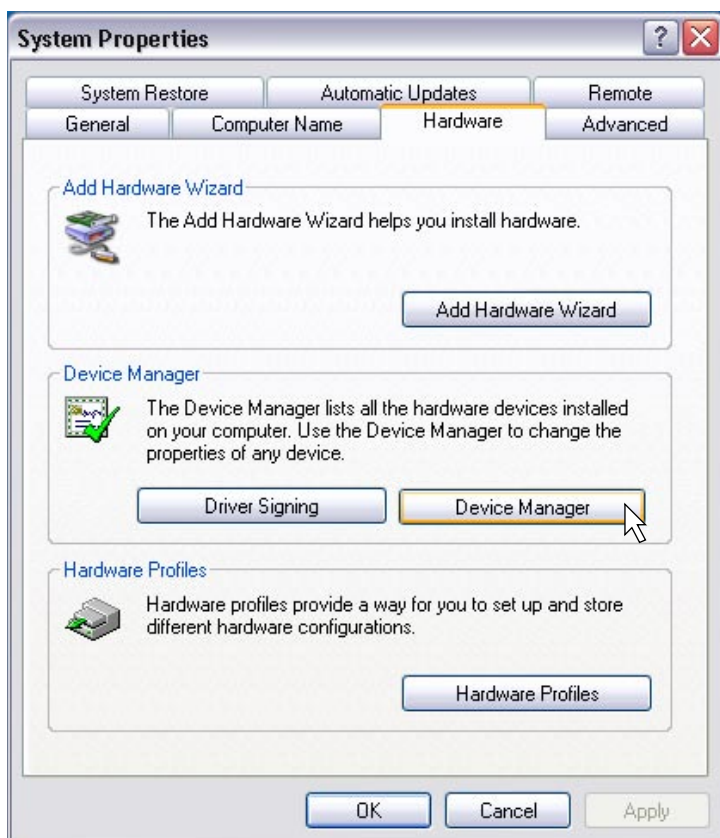 System Properties
?
System Restore
Automatic Updates
Remote
General
Computer Name
Hardware
Advanced
Add Hardware Wizard
The Add Hardware Wizard helps you install hardware.
Add Hardware Wizard
Device Manager
The Device Manager lists all the hardware devices installed
on your computer. Use the Device Manager to change the
properties of any device.
Driver Signing
Device Manager
Hardware Profiles
Hardware profiles provide a way for you to set up and store
different hardware configurations.
Hardware Profiles
OK
Cancel
Apply